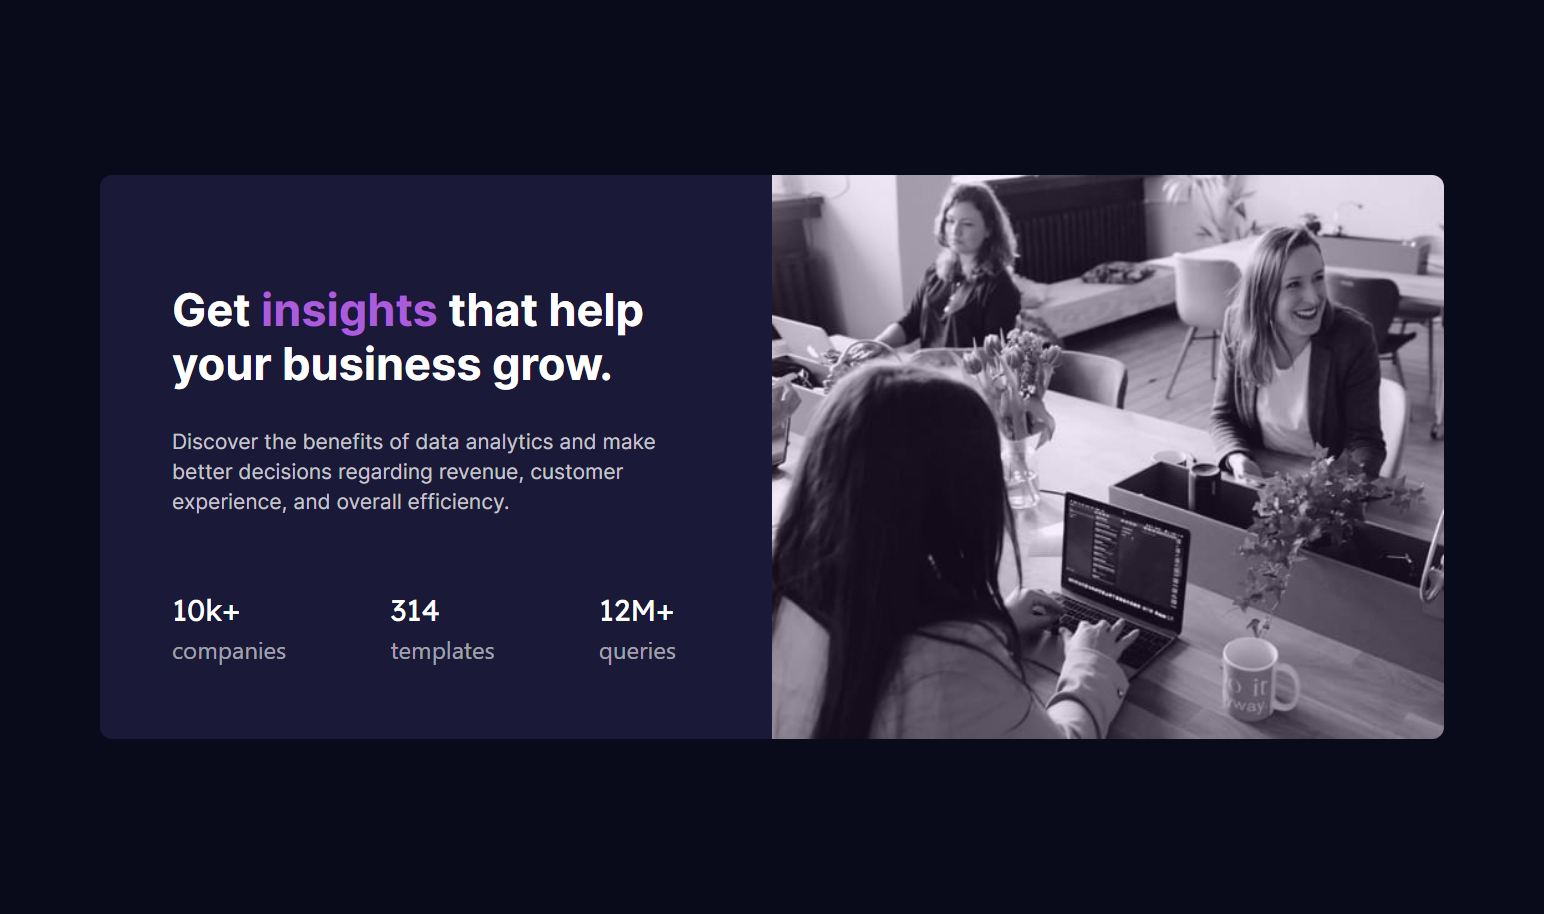 Get insights that help
your business grow.
Discover the benefits of data analytics and make
better decisions regarding revenue, customer
experience, and overall efficiency.
10k+ 314 12M+
companies templates queries